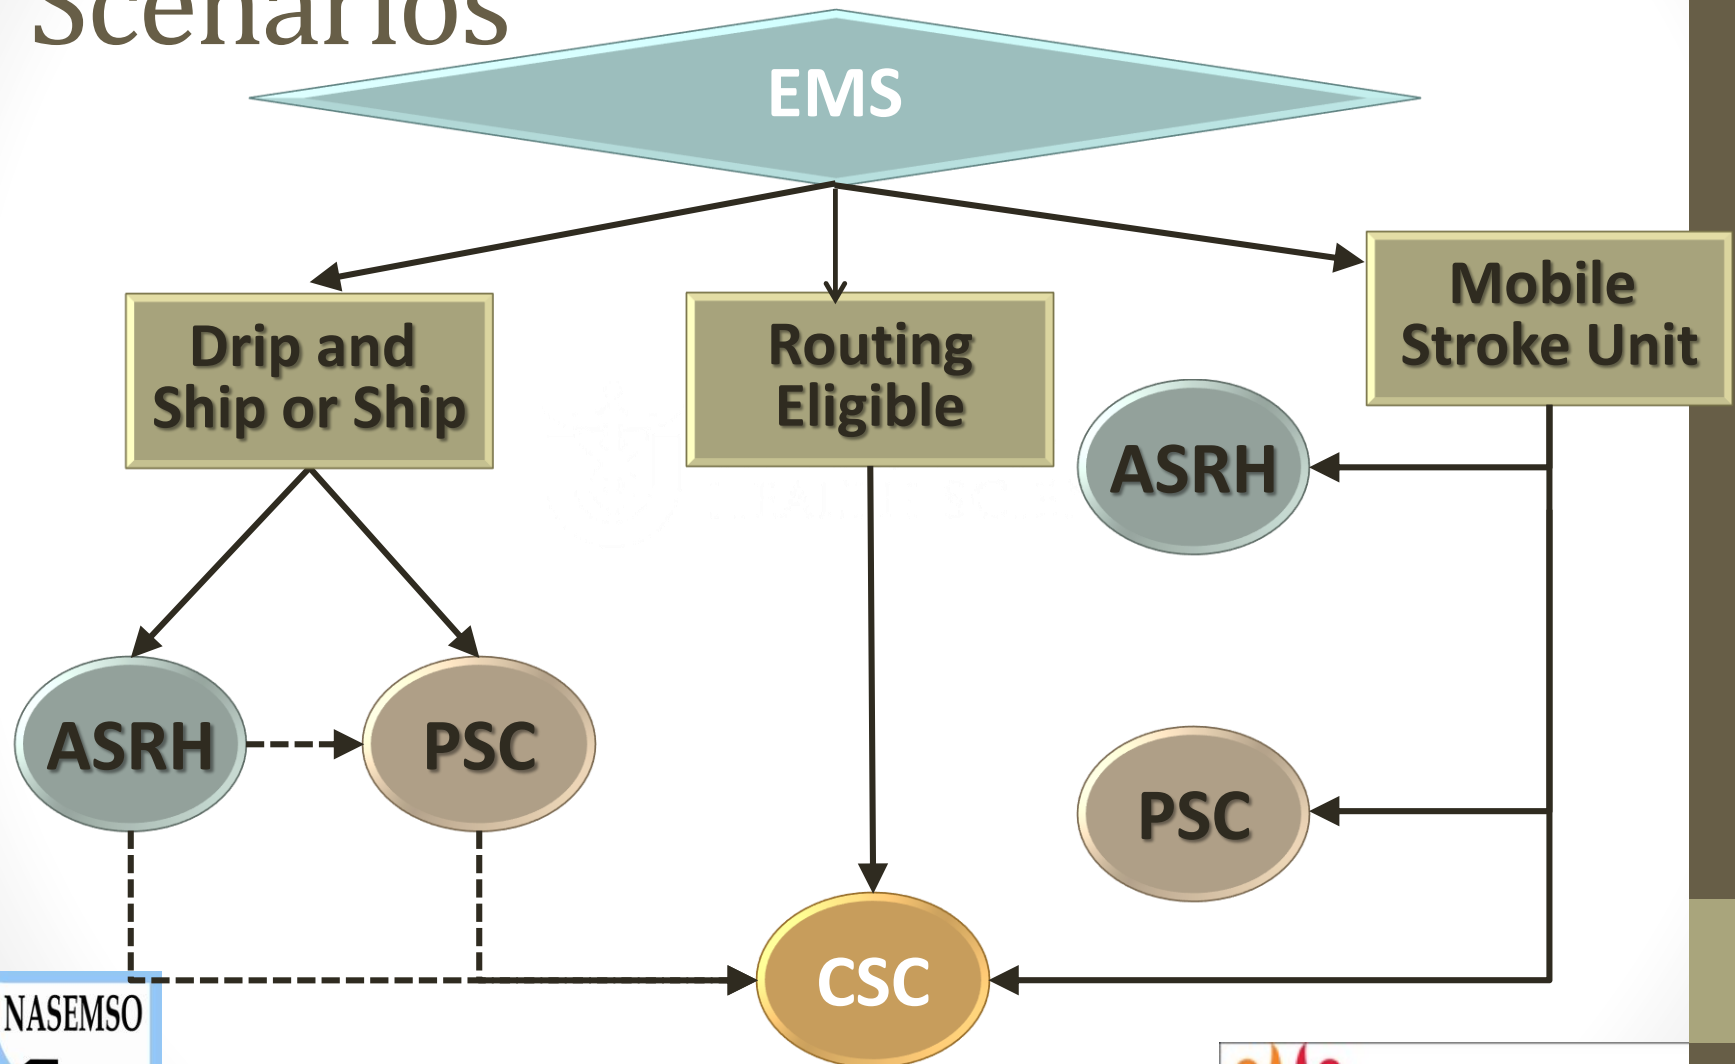 Scenarios
EMS
Drip and
Ship or Ship
Routing
Eligible
Mobile
Stroke Unit
ASRH
ASRH
PSC
PSC
CSC
NASEMSO